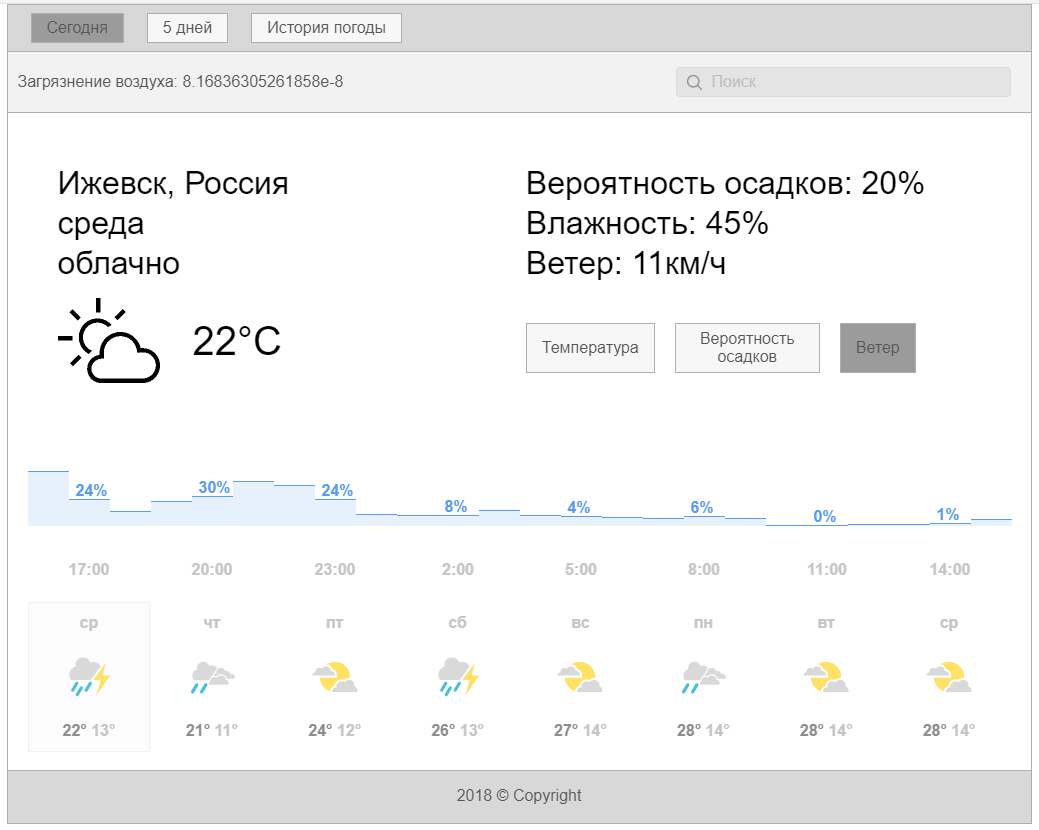 Сегодня 5 дней История погоды
Загрязнение воздуха: 8.16836305261858e-8
Поиск
Ижевск, Россия
среда
облачно
22°C
Вероятность осадков: 20%
Влажность: 45%
Ветер: 11км/ч
Температура
Вероятность
осадков
Ветер
24% 30% 24% 8% 4% 6% 0% 1%
17:00 20:00 23:00 2:00 5:00 8:00 11:00 14:00
ср чт пт сб вс пн вт ср
22° 13° 21° 11° 24° 12° 26° 13° 27° 14° 28° 14° 28° 14° 28° 14°
2018 © Copyright